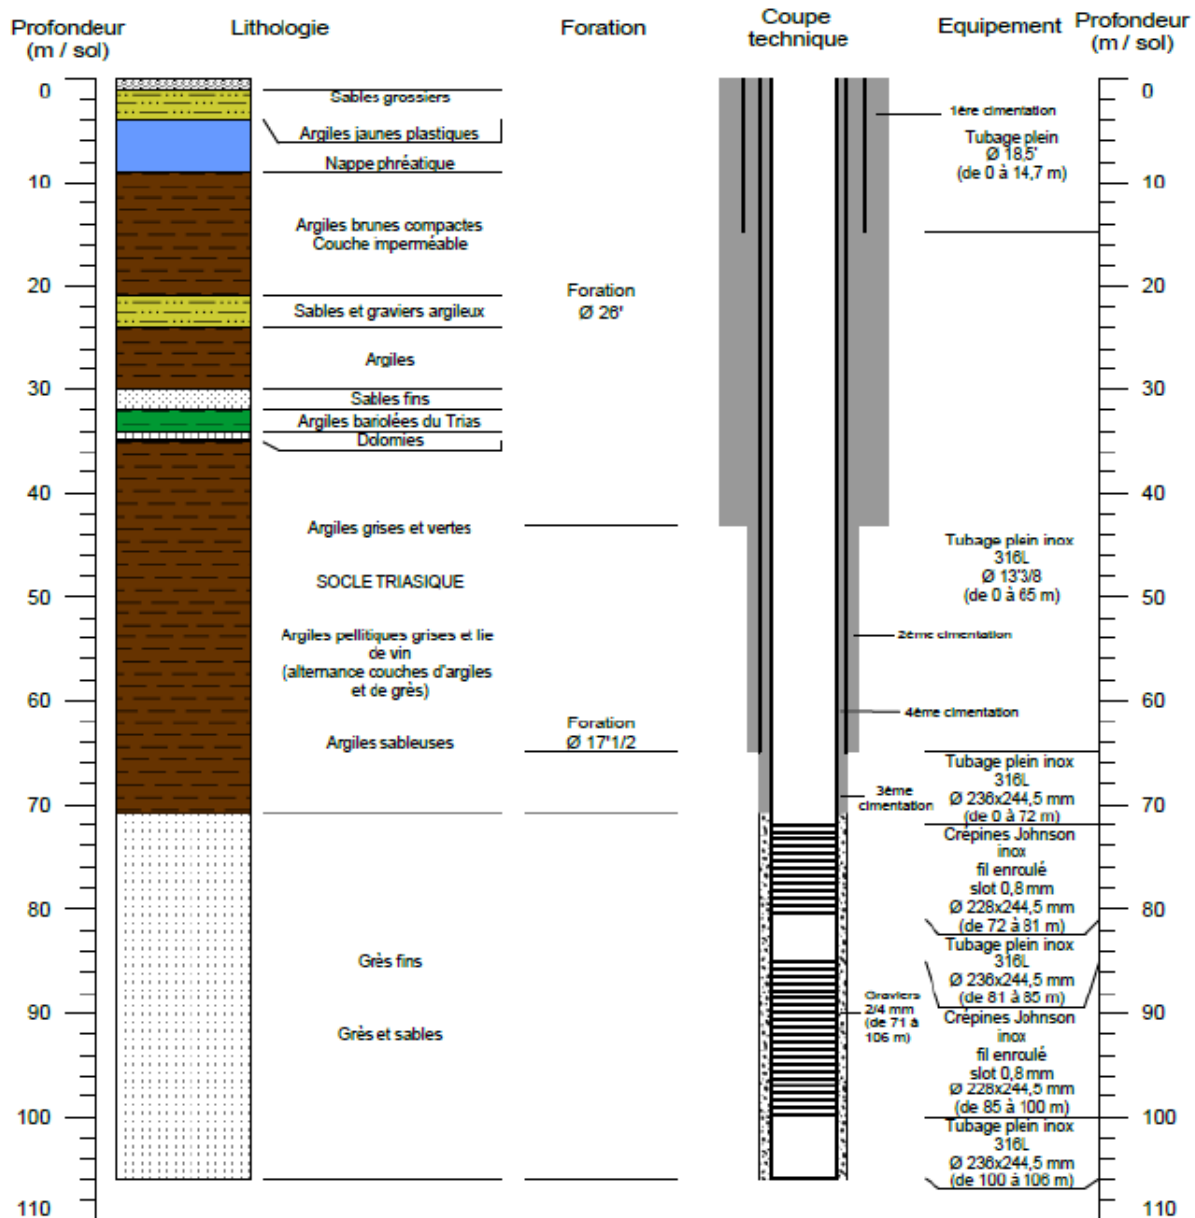 Profondeur
(m / sol)
Lithologie
Foration
Coupe
technique
Equipement
Profondeur
(m / sol)
0
10
20
30
40
50
60
70
80
90
100
110
Sables grossiers
Argiles jaunes plastiques
Nappe phréatique
Argiles brunes compactes
Couche imperméable
Sables et graviers argileux
Argiles
Sables fins
Argiles bariolées du Trias
Dolomies
Argiles grises et vertes
SOCLE TRIASIQUE
Argiles pellitiques grises et lie
de vin
(alternance couches d'argiles
et de grès)
Argiles sableuses
Grès fins
Grès et sables
Foration
Ø 26'
Foration
Ø 17'1/2
1ère cimentation
2ème cimentation
4ème cimentation
3ème
cimentation
Graviers
2/4 mm
(de 71 à
106 m)
Tubage plein
Ø 18,5'
(de 0 à 14,7 m)
Tubage plein inox
316L
Ø 13'3/8
(de 0 à 65 m)
Tubage plein inox
316L
Ø 236x244,5 mm
(de 0 à 72 m)
Crépines Johnson
inox
fil enroulé
slot 0,8 mm
Ø 228x244,5 mm
(de 72 à 81 m)
Tubage plein inox
316L
Ø 236x244,5 mm
(de 81 à 85 m)
Crépines Johnson
inox
fil enroulé
slot 0,8 mm
Ø 228x244,5 mm
(de 85 à 100 m)
Tubage plein inox
316L
Ø 236x244,5 mm
(de 100 à 106 m)
0
10
20
30
40
50
60
70
80
90
100
110